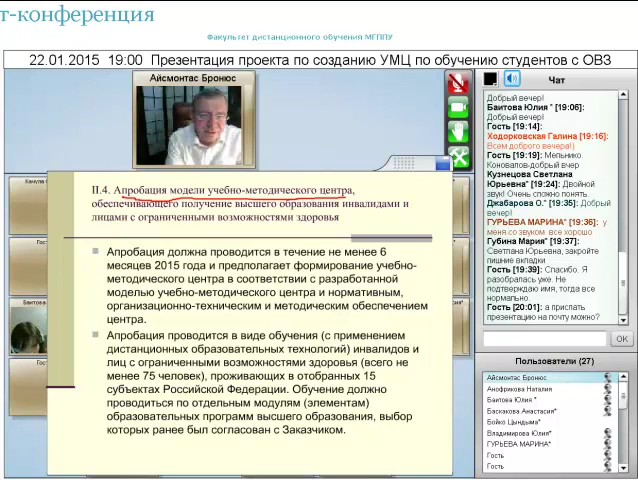 т-конференция
Факультет дистанционного обучения МГППУ
22.01.2015 19:00 Презентация проекта по созданию УМЦ по обучению студентов с ОВЗ
Айсмонтас Бронюс
II.4. Апробация модели учебно-методического центра,
обеспечивающего получение высшего образования инвалидами и
лицами с ограниченными возможностями здоровья
Апробация должна проводится в течение не менее 6
месяцев 2015 года и предполагает формирование учебно-
методического центра в соответствии с разработанной
моделью учебно-методического центра и нормативным,
организационно-техническим и методическим обеспечением
центра.
Апробация проводится в виде обучения (с применением
дистанционных образовательных технологий) инвалидов и
лиц с ограниченными возможностями здоровья (всего не
менее 75 человек), проживающих в отобранных 15
субъектах Российской Федерации. Обучение должно
проводиться по отдельным модулям (элементам)
образовательных программ высшего образования, выбор
которых ранее был согласован с Заказчиком.
Чат
Добрый вечер!
Баитова Юлия * [19:06]:
Добрый вечер!
Гость [19:14]:
Ходорковская Галина [19:16]:
Всем доброго вечера!)
Гость [19:19]: Мельнико.
Коновалов-добрый вчер
Кузнецова Светлана
Юрьевна* [19:24]: Двойной
звук! Очень сложно понять.
Джабарова О.* [19:35]: Добрый
вечер!
ГУРЬЕВА МАРИНА* [19:36]: у
меня со звуком все хорошо
Губина Мария* [19:37]:
Светлана Юрьевна, закройте
лишние вкладки
Гость [19:39]: Спасибо. Я
разобралась уже. Не
подтверждаю имя, тогда все
нормально.
Гость [20:01]: а прислать
презентацию на почту можно?
OK
Пользователи (27)
Айсмонтас Бронюс
Анофрикова Наталия
Баитова Юлия *
Баскакова Анастасия*
Бойко Цындыма*
Владимирова Юлия*
ГУРЬЕВА МАРИНА*
Гость
Гость